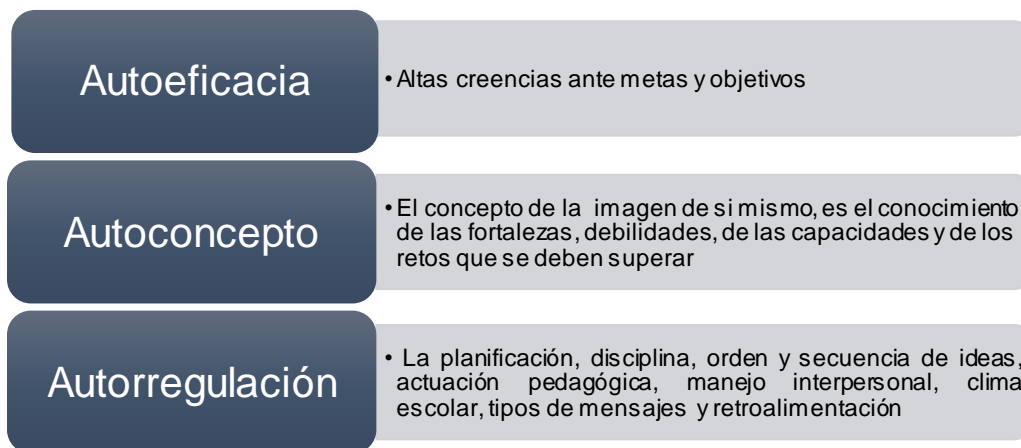 Autoeficacia
• Altas creencias ante metas y objetivos
Autoconcepto
• El concepto de la imagen de si mismo, es el conocimiento
de las fortalezas, debilidades, de las capacidades y de los
retos que se deben superar
Autorregulación
• La planificación, disciplina, orden y secuencia de ideas,
actuación pedagógica, manejo interpersonal, clima
escolar, tipos de mensajes y retroalimentación